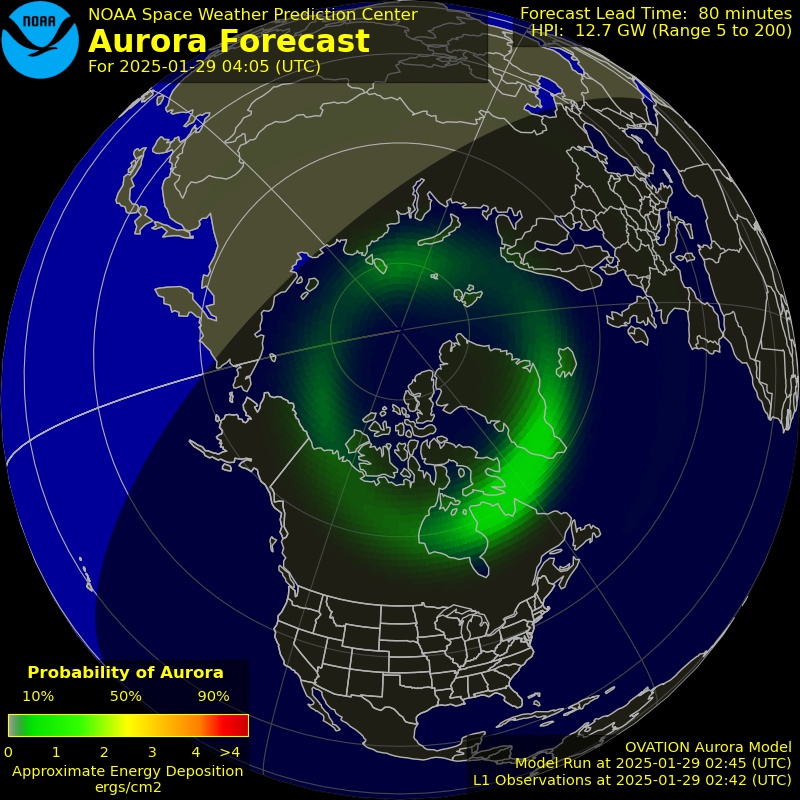 NOAA
NOAA Space Weather Prediction Center
Aurora Forecast
For 2025-01-29 04:05 (UTC)
Forecast Lead Time: 80 minutes
HPI: 12.7 GW (Range 5 to 200)
Probability of Aurora
10% 50% 90%
0 1 2 3 4 >4
Approximate Energy Deposition
ergs/cm2
OVATION Aurora Model
Model Run at 2025-01-29 02:45 (UTC)
L1 Observations at 2025-01-29 02:42 (UTC)